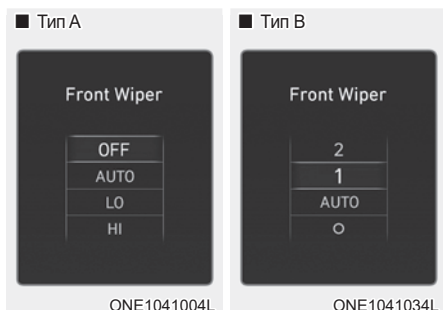 ■ Тип A
Front Wiper
OFF
AUTO
LO
HI
ONE1041004L
■ Тип B
Front Wiper
2
1
AUTO
O
ONE1041034L